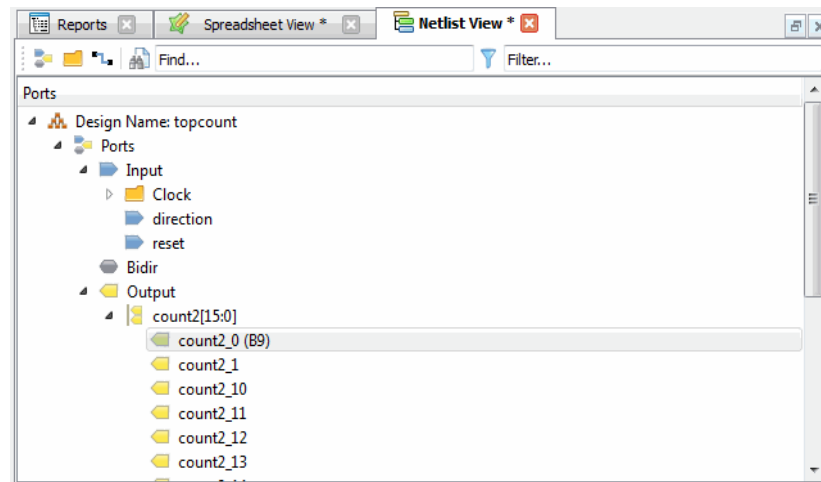 Reports Spreadsheet View * Netlist View *
Find... Filter...
Ports
Design Name: topcount
Ports
Input
Clock
direction
reset
Bidir
Output
count2[15:0]
count2_0 (B9)
count2_1
count2_10
count2_11
count2_12
count2_13